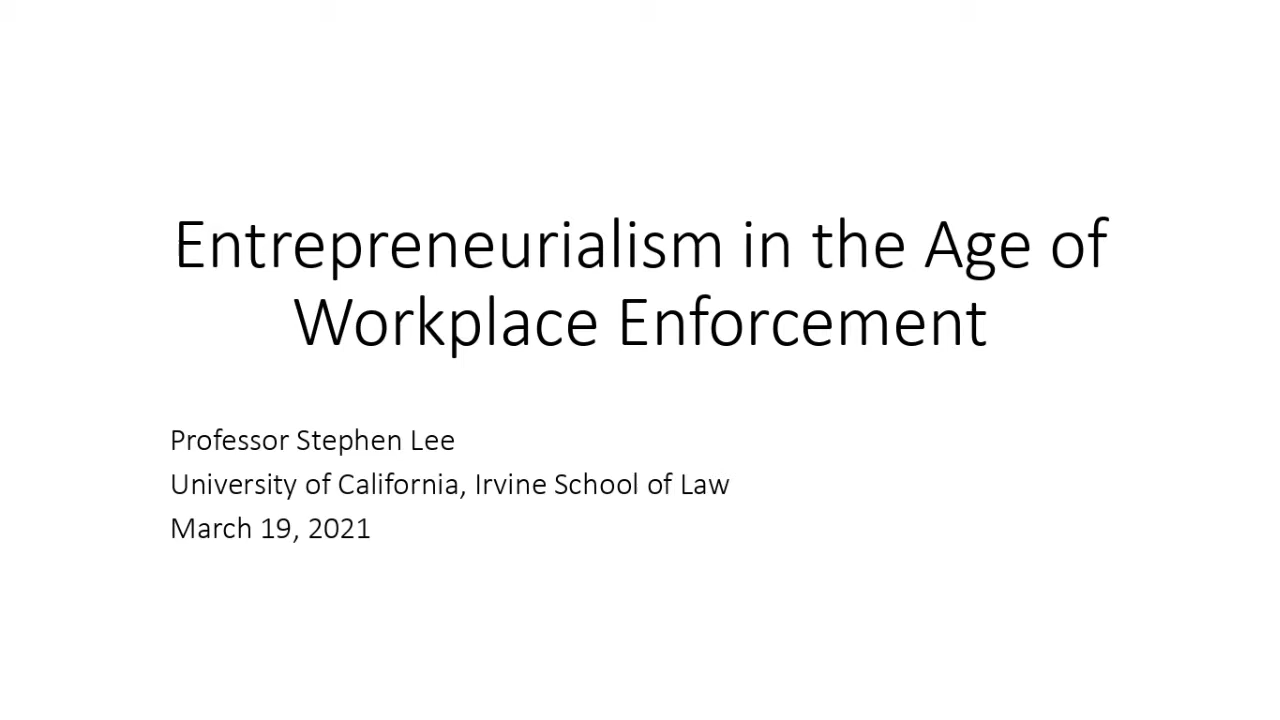 Entrepreneurialism in the Age of
Workplace Enforcement
Professor Stephen Lee
University of California, Irvine School of Law
March 19, 2021